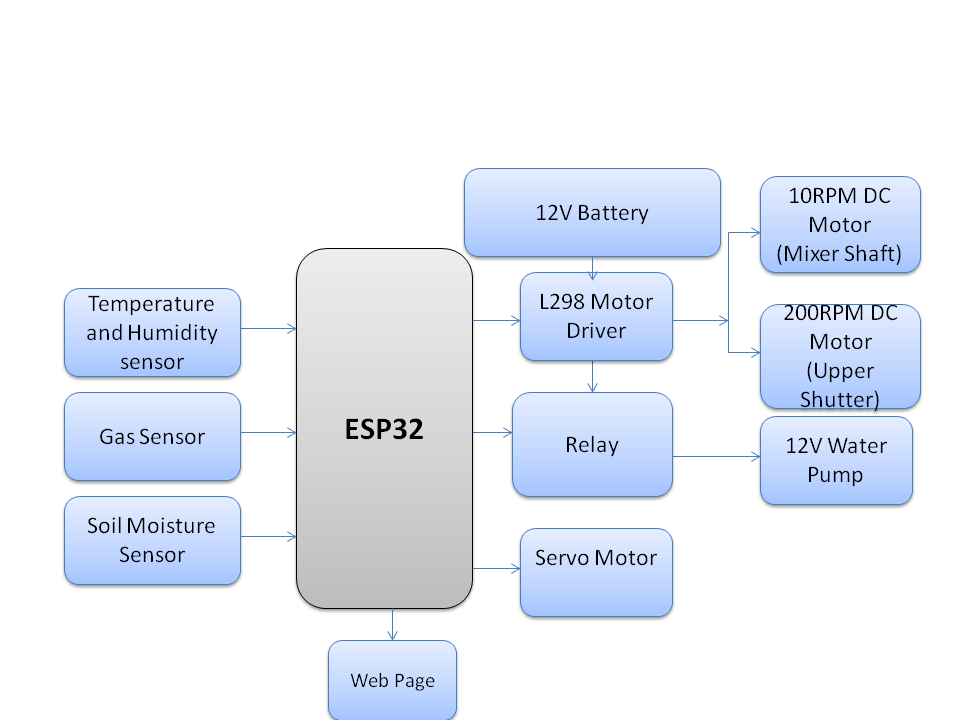 12V Battery
10RPM DC
Motor
(Mixer Shaft)
Temperature
and Humidity
sensor
L298 Motor
Driver
200RPM DC
Motor
(Upper
Shutter)
Gas Sensor
ESP32
Relay
12V Water
Pump
Soil Moisture
Sensor
Servo Motor
Web Page